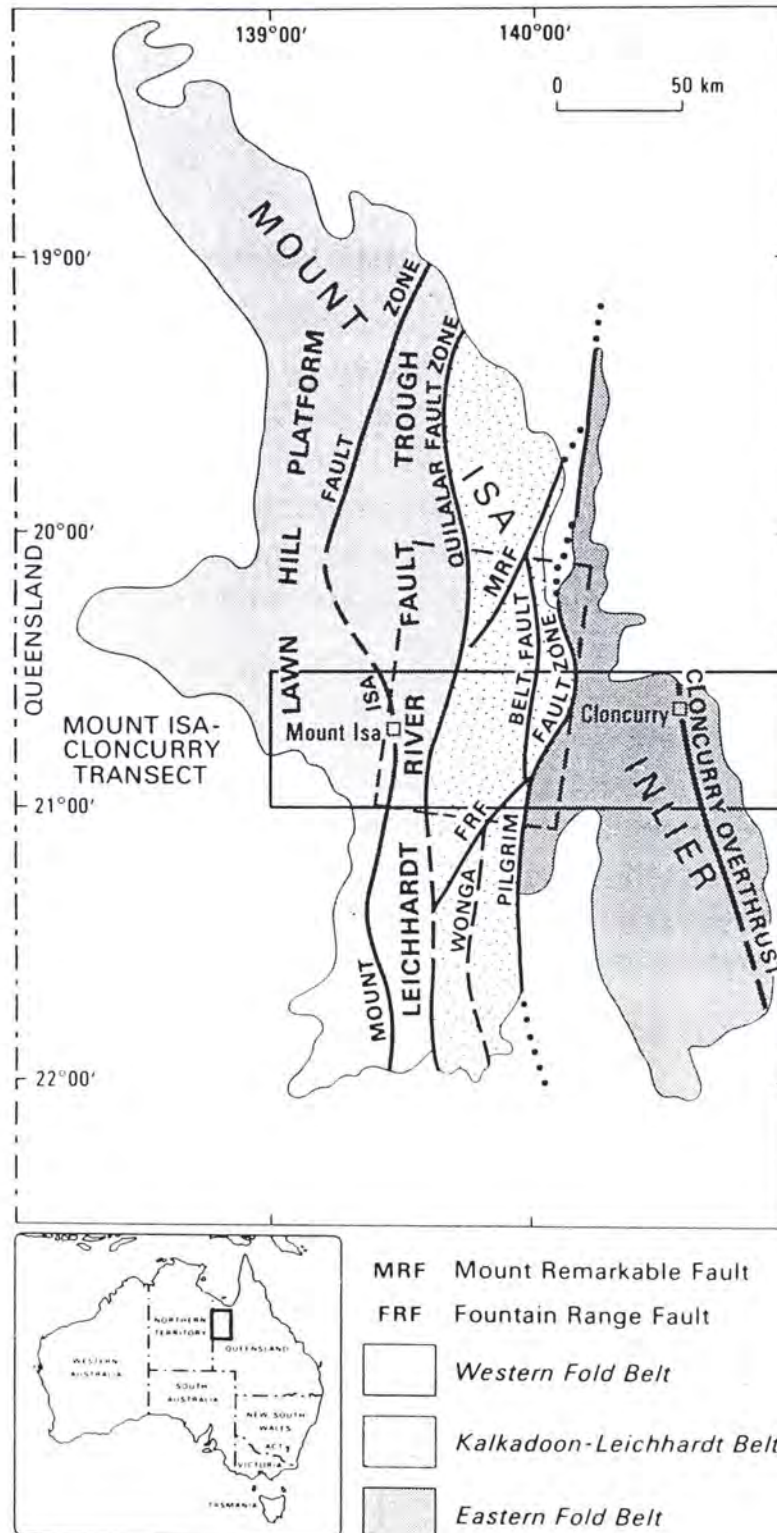 139°00'
140°00'
0 50 km
MOUNT
ISA
INLIER
19°00'
20°00'
21°00'
22°00'
QUEENSLAND
LAWN HILL PLATFORM
FAULT ZONE
LEICHHARDT RIVER FAULT TROUGH
QUILALAR FAULT ZONE
MRF
BELT FAULT
FAULT ZONE
MOUNT ISA
Mount Isa
Cloncurry
CLONCURRY OVERTHRUST
MOUNT ISA-
CLONCURRY
TRANSECT
FRF
WONGA
PILGRIM
MRF Mount Remarkable Fault
FRF Fountain Range Fault
Western Fold Belt
Kalkadoon-Leichhardt Belt
Eastern Fold Belt
NORTHERN
TERRITORY
QUEENSLAND
WESTERN
AUSTRALIA
SOUTH
AUSTRALIA
NEW SOUTH
WALES
ACT
VICTORIA
TASMANIA